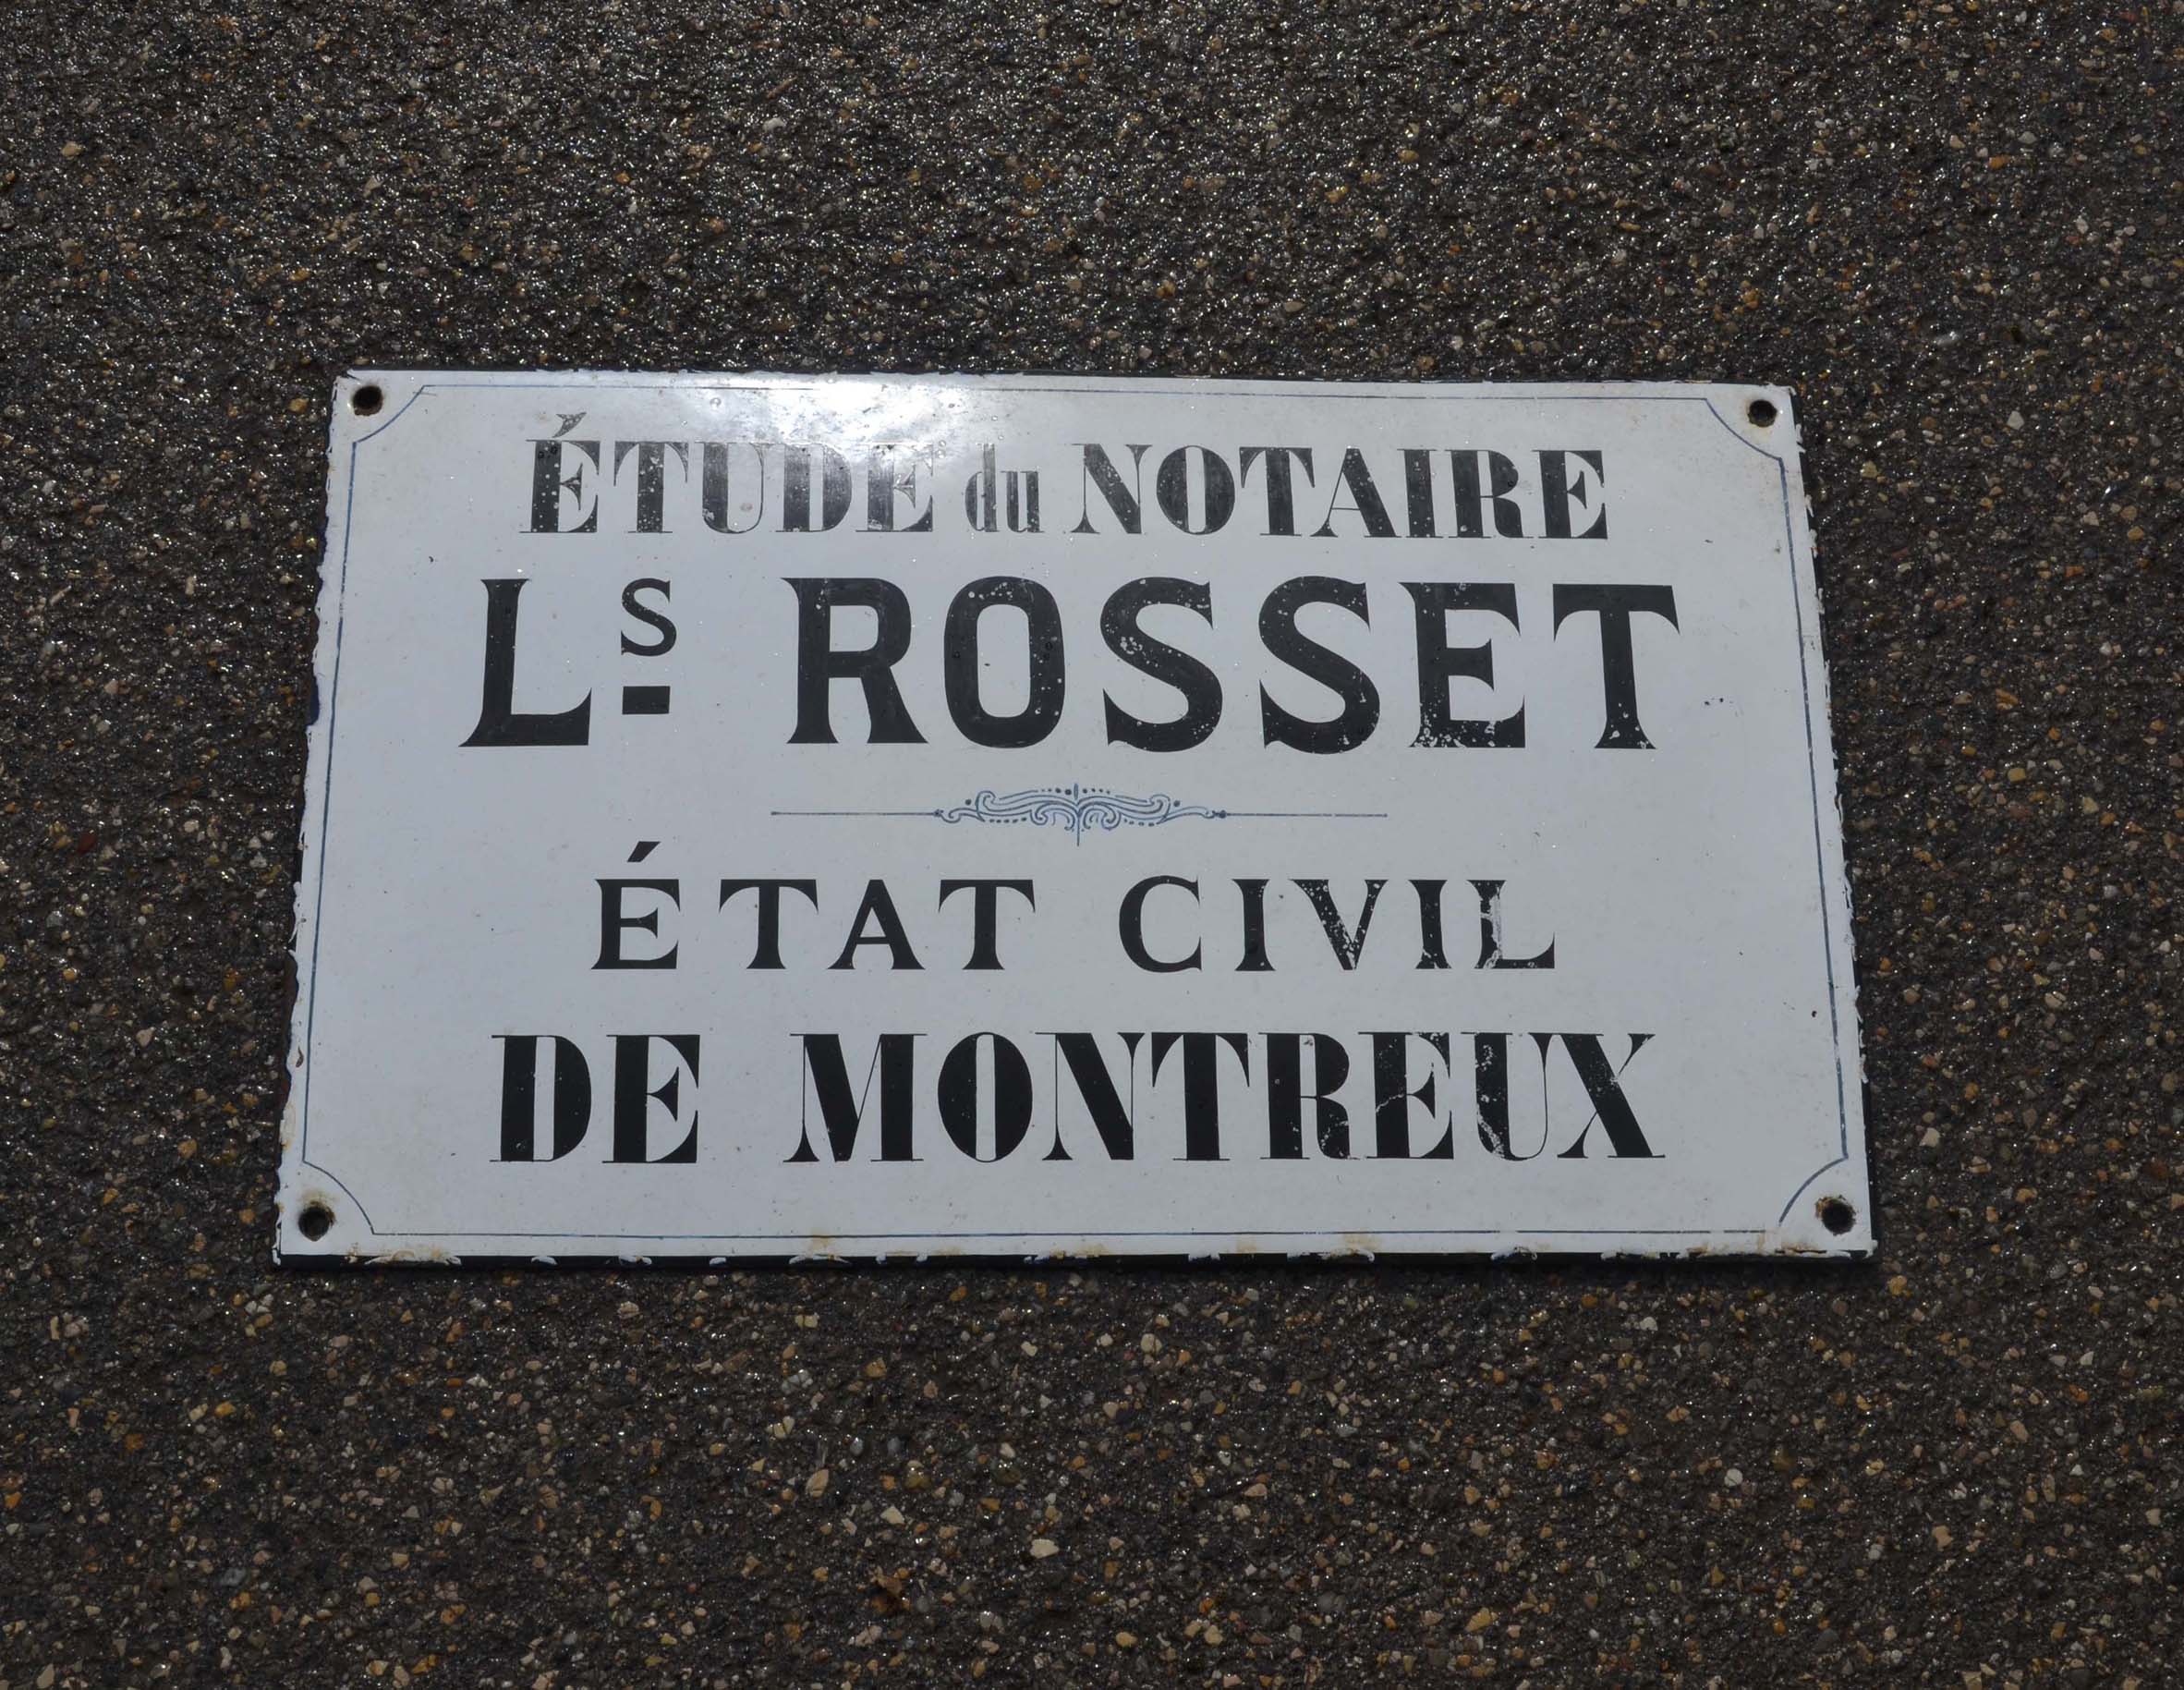 ÉTUDE du NOTAIRE
Ls. ROSSET
ÉTAT CIVIL
DE MONTREUX